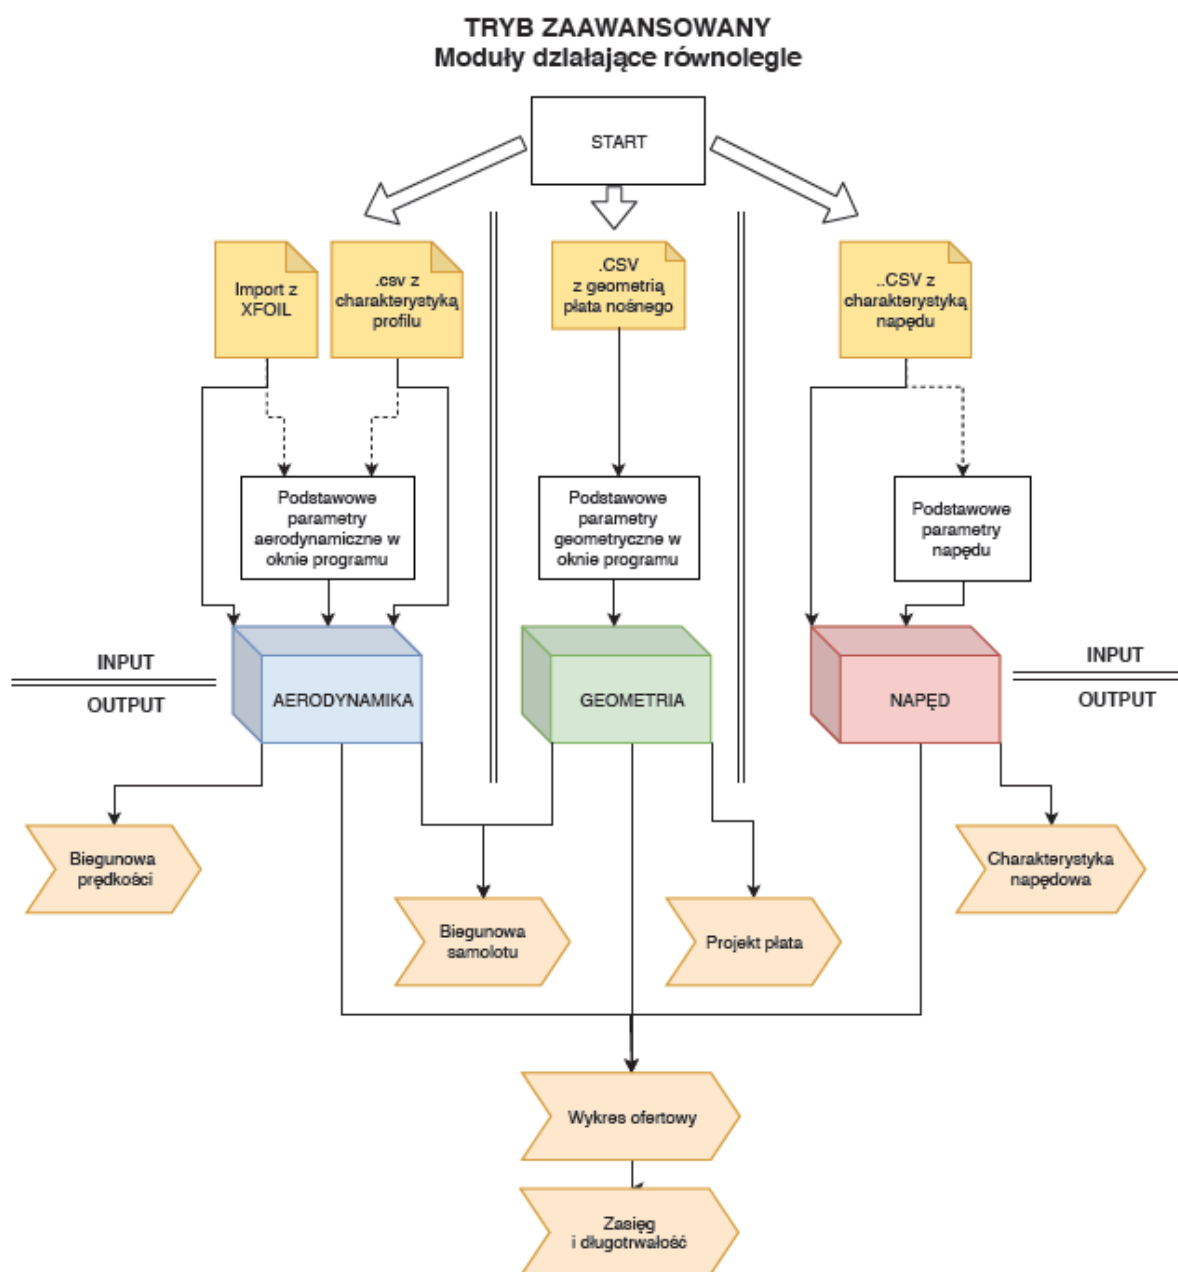 TRYB ZAAWANSOWANY
Moduły działające równolegle
START
Import z
XFOIL
.csv z
charakterystyką
profilu
.CSV
z geometrią
płata nośnego
..CSV z
charakterystyką
napędu
Podstawowe
parametry
aerodynamiczne w
oknie programu
Podstawowe
parametry
geometryczne w
oknie programu
Podstawowe
parametry
napędu
INPUT
OUTPUT
AERODYNAMIKA
GEOMETRIA
NAPĘD
INPUT
OUTPUT
Biegunowa
prędkości
Biegunowa
samolotu
Projekt płata
Charakterystyka
napędowa
Wykres ofertowy
Zasięg
i długotrwałość